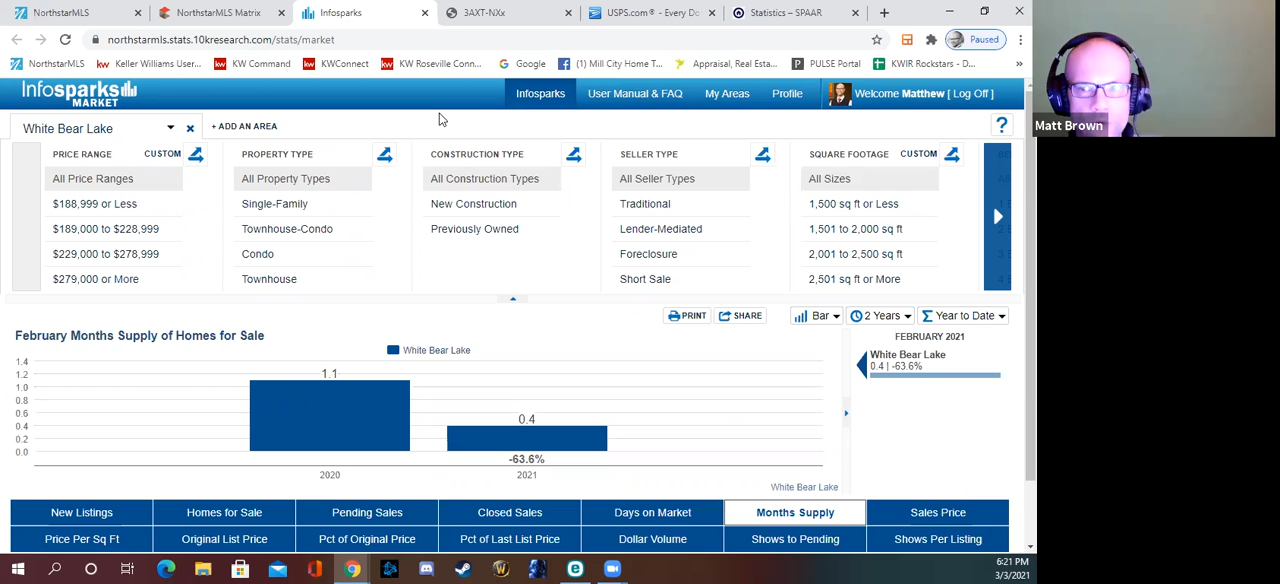 NorthstarMLS
NorthstarMLS Matrix
Infosparks
3AXT-NXx
USPS.com® - Every Do
Statistics – SPAAR
northstarmls.stats.10kresearch.com/stats/market
Paused
NorthstarMLS
Keller Williams User...
KW Command
KWConnect
KW Roseville Conn...
Google
(1) Mill City Home T...
Appraisal, Real Esta...
PULSE Portal
KWIR Rockstars - D...
»
Infosparks
MARKET
Infosparks
User Manual & FAQ
My Areas
Profile
Welcome Matthew [ Log Off ]
Matt Brown
White Bear Lake
+ ADD AN AREA
?
PRICE RANGE
CUSTOM
All Price Ranges
$188,999 or Less
$189,000 to $228,999
$229,000 to $278,999
$279,000 or More
PROPERTY TYPE
All Property Types
Single-Family
Townhouse-Condo
Condo
Townhouse
CONSTRUCTION TYPE
All Construction Types
New Construction
Previously Owned
SELLER TYPE
All Seller Types
Traditional
Lender-Mediated
Foreclosure
Short Sale
SQUARE FOOTAGE
CUSTOM
All Sizes
1,500 sq ft or Less
1,501 to 2,000 sq ft
2,001 to 2,500 sq ft
2,501 sq ft or More
PRINT
SHARE
Bar
2 Years
Year to Date
February Months Supply of Homes for Sale
White Bear Lake
FEBRUARY 2021
White Bear Lake
0.4 | -63.6%
1.4
1.2
1.0
0.8
0.6
0.4
0.2
0.0
1.1
0.4
-63.6%
2020
2021
White Bear Lake
New Listings
Homes for Sale
Pending Sales
Closed Sales
Days on Market
Months Supply
Sales Price
Price Per Sq Ft
Original List Price
Pct of Original Price
Pct of Last List Price
Dollar Volume
Shows to Pending
Shows Per Listing
6:21 PM
3/3/2021